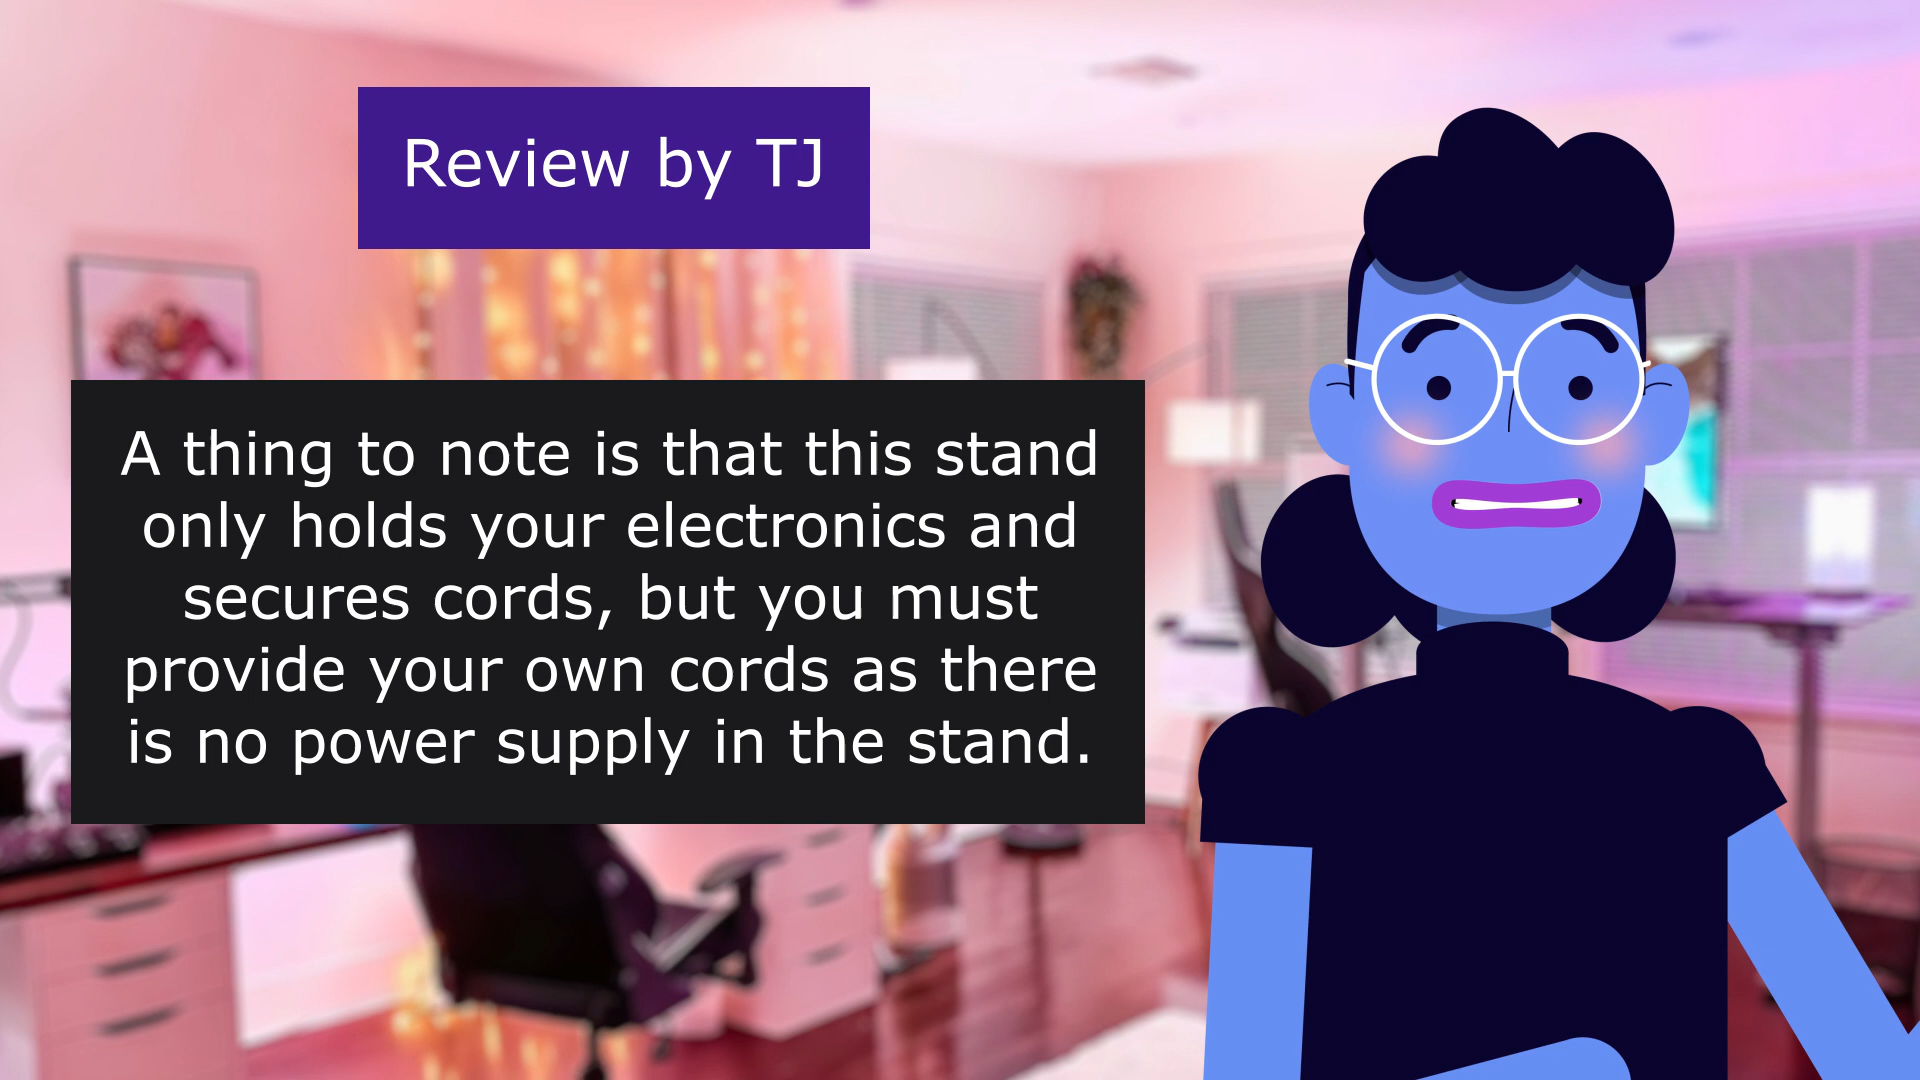 Review by TJ
A thing to note is that this stand
only holds your electronics and
secures cords, but you must
provide your own cords as there
is no power supply in the stand.